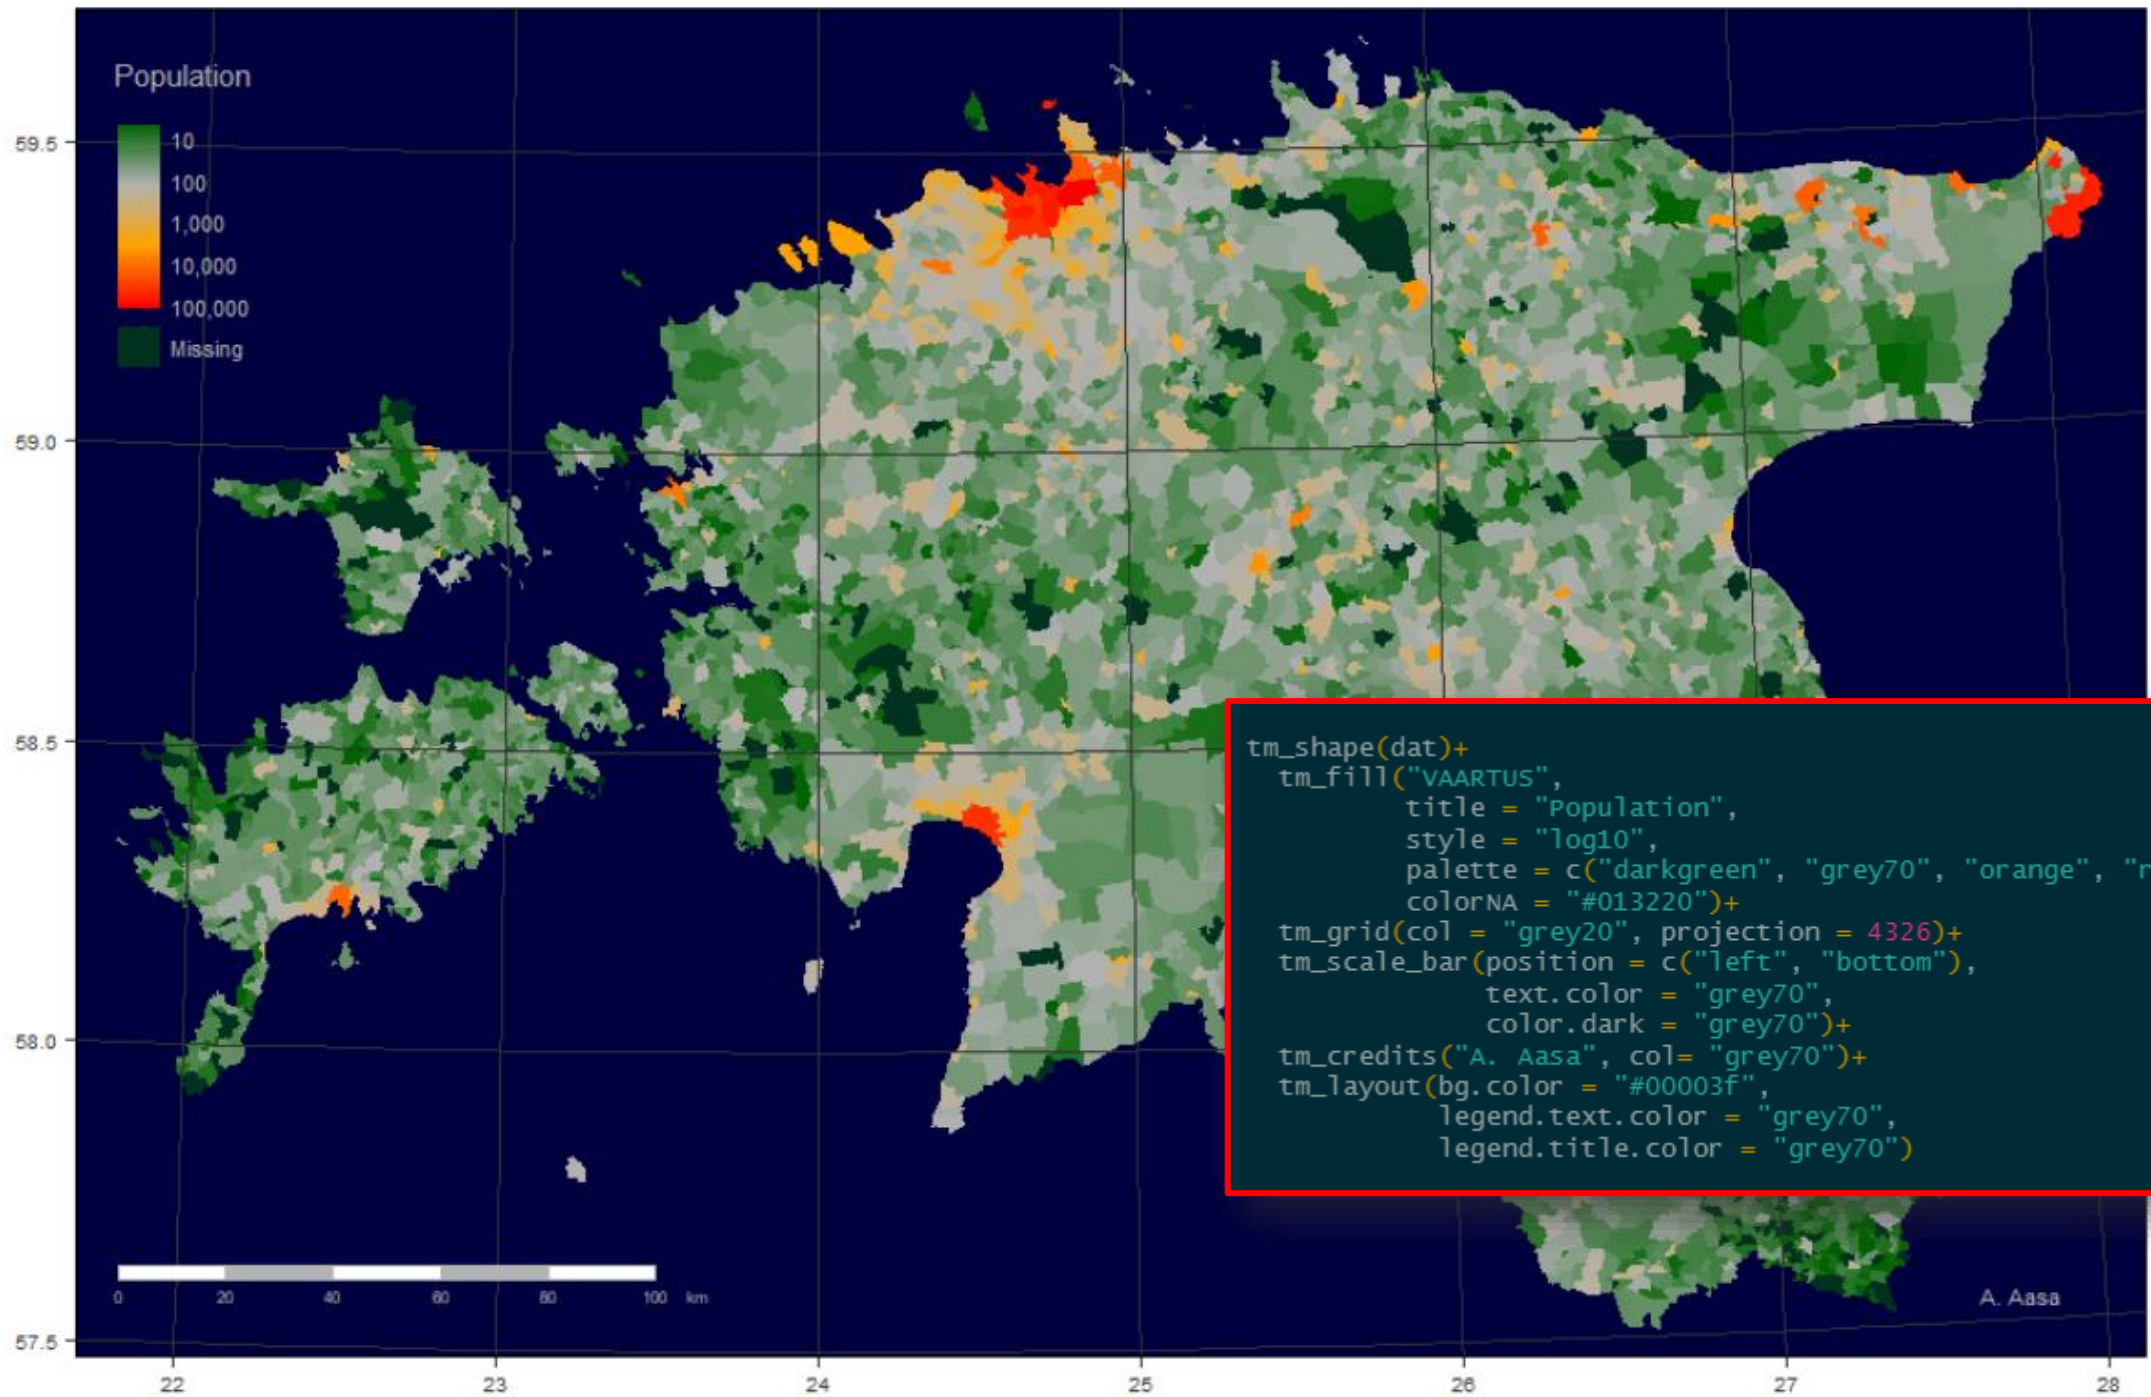 Population
10
100
1,000
10,000
100,000
Missing
59.5
59.0
58.5
58.0
57.5
tm_shape(dat)+
tm_fill("VAARTUS",
title = "Population",
style = "log10",
palette = c("darkgreen", "grey70", "orange", "r
colorNA = "#013220")+
tm_grid(col = "grey20", projection = 4326)+
tm_scale_bar(position = c("left", "bottom"),
text.color = "grey70",
color.dark = "grey70")+
tm_credits("A. Aasa", col= "grey70")+
tm_layout(bg.color = "#00003f",
legend.text.color = "grey70",
legend.title.color = "grey70")
0 20 40 60 80 100 km
A. Aasa
22 23 24 25 26 27 28